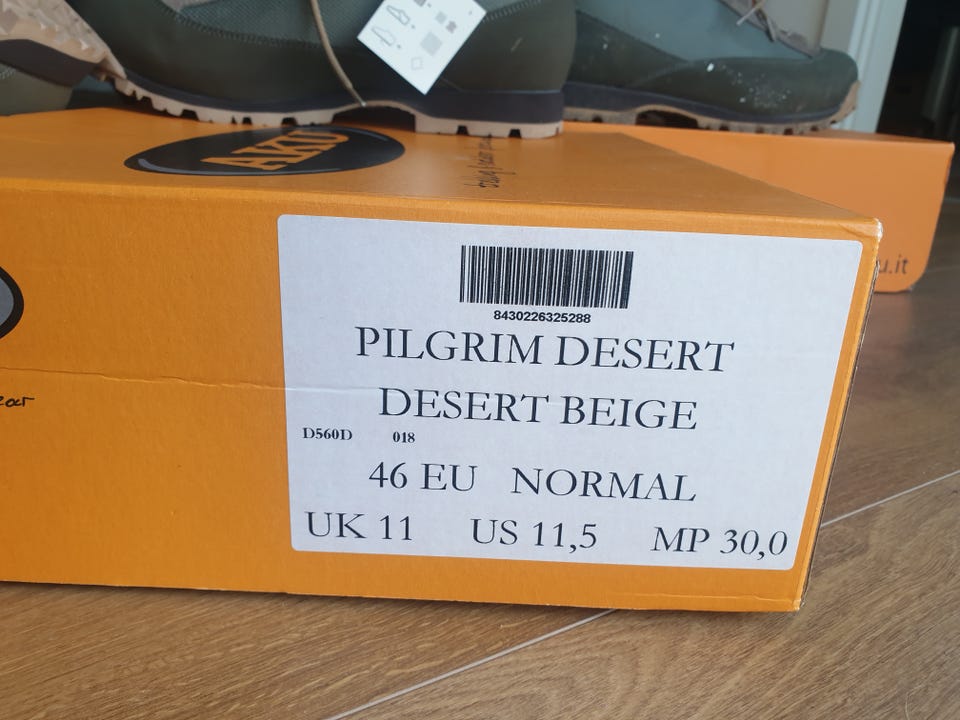 AKU
8430226325288
PILGRIM DESERT
DESERT BEIGE
D560D 018
46 EU NORMAL
UK 11 US 11,5 MP 30,0
u.it